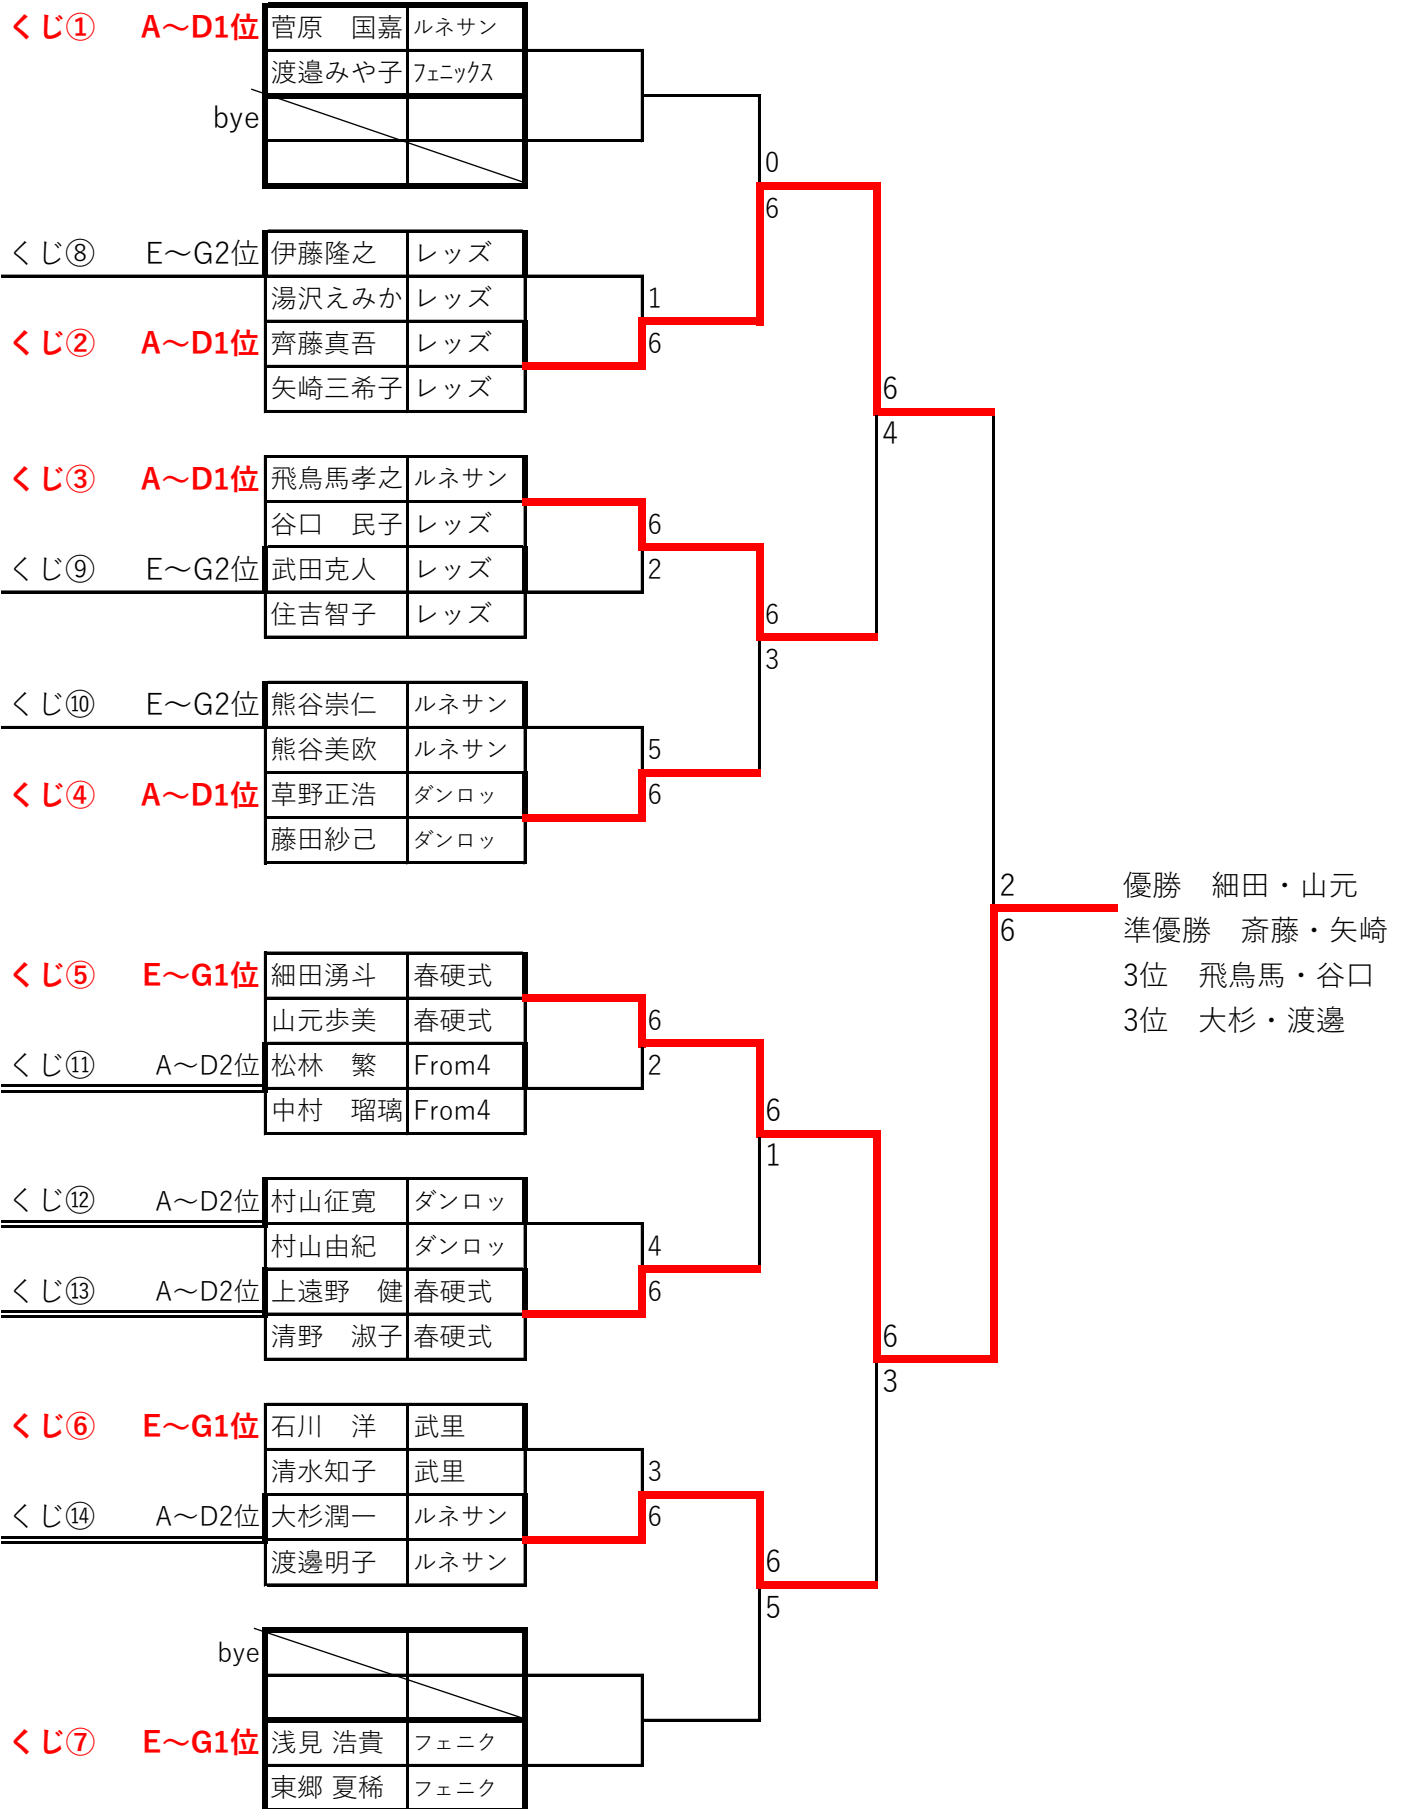 くじ① A～D1位 菅原　国嘉 ルネサン
渡邉みや子 フェニックス
bye
0
6
くじ⑧ E～G2位 伊藤隆之 レッズ
湯沢えみか レッズ 1
くじ② A～D1位 齊藤真吾 レッズ 6
矢崎三希子 レッズ 6
4
くじ③ A～D1位 飛鳥馬孝之 ルネサン
谷口　民子 レッズ 6
くじ⑨ E～G2位 武田克人 レッズ 2
住吉智子 レッズ 6
3
くじ⑩ E～G2位 熊谷崇仁 ルネサン
熊谷美欧 ルネサン 5
くじ④ A～D1位 草野正浩 ダンロッ 6
藤田紗己 ダンロッ
2 優勝　細田・山元
6 準優勝　斎藤・矢崎
くじ⑤ E～G1位 細田湧斗 春硬式 3位　飛鳥馬・谷口
山元歩美 春硬式 6 3位　大杉・渡邊
くじ⑪ A～D2位 松林　繁 From4 2
中村　瑠璃 From4 6
1
くじ⑫ A～D2位 村山征寛 ダンロッ
村山由紀 ダンロッ 4
くじ⑬ A～D2位 上遠野　健 春硬式 6
清野　淑子 春硬式 6
3
くじ⑥ E～G1位 石川　洋 武里
清水知子 武里 3
くじ⑭ A～D2位 大杉潤一 ルネサン 6
渡邊明子 ルネサン 6
5
bye
くじ⑦ E～G1位 浅見 浩貴 フェニク
東郷 夏稀 フェニク